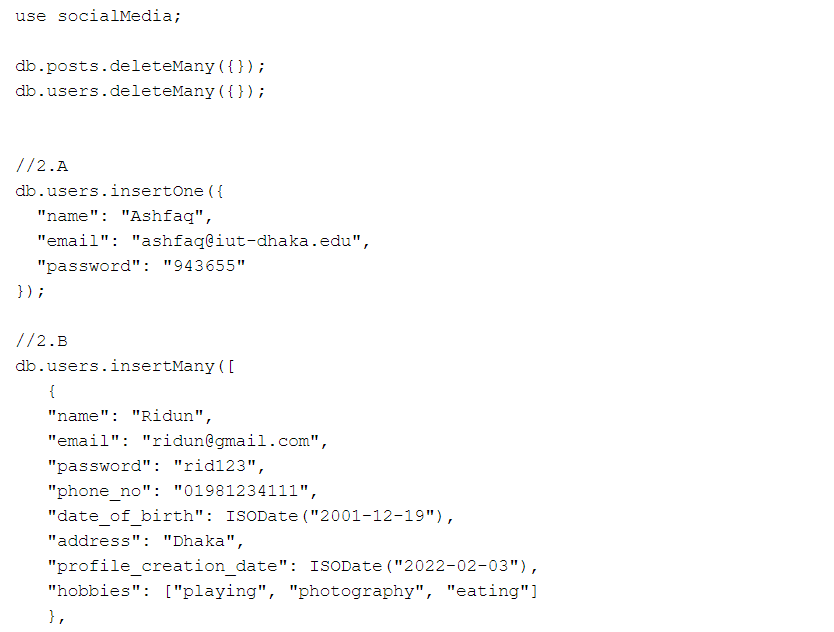 use socialMedia;
db.posts.deleteMany({});
db.users.deleteMany({});
//2.A
db.users.insertOne({
"name": "Ashfaq",
"email": "ashfaq@iut-dhaka.edu",
"password": "943655"
});
//2.B
db.users.insertMany([
{
"name": "Ridun",
"email": "ridun@gmail.com",
"password": "rid123",
"phone_no": "01981234111",
"date_of_birth": ISODate("2001-12-19"),
"address": "Dhaka",
"profile_creation_date": ISODate("2022-02-03"),
"hobbies": ["playing", "photography", "eating"]
},